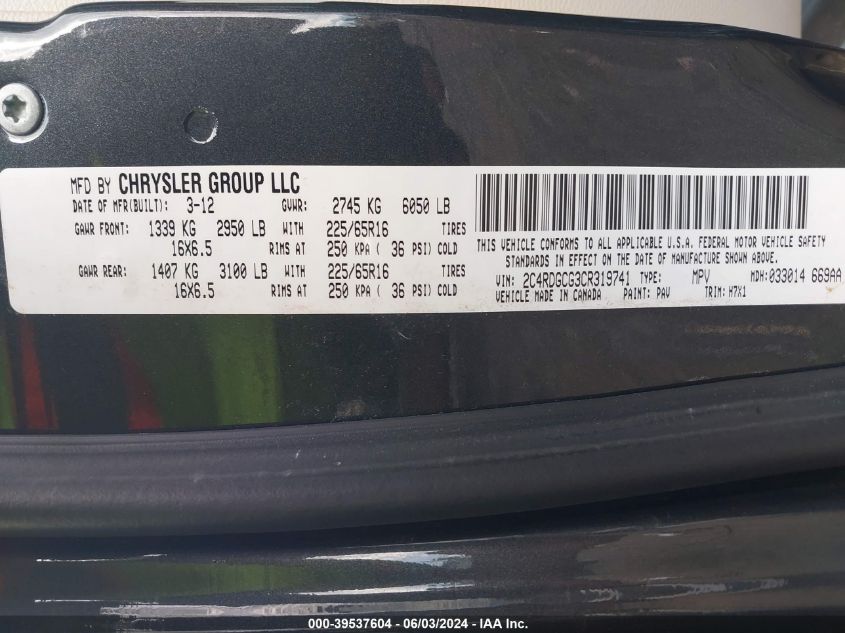 MFD BY CHRYSLER GROUP LLC
DATE OF MFR(BUILT): 3-12 GVWR: 2745 KG 6050 LB
GAWR FRONT: 1339 KG 2950 LB WITH 225/65R16 TIRES
16X6.5 RIMS AT 250 KPA ( 36 PSI) COLD
GAWR REAR: 1407 KG 3100 LB WITH 225/65R16 TIRES
16X6.5 RIMS AT 250 KPA ( 36 PSI) COLD
THIS VEHICLE CONFORMS TO ALL APPLICABLE U.S.A. FEDERAL MOTOR VEHICLE SAFETY
STANDARDS IN EFFECT ON THE DATE OF MANUFACTURE SHOWN ABOVE.
VIN: 2C4RDGCG3CR319741 TYPE: MPV MDH: 033014 669AA
VEHICLE MADE IN CANADA PAINT: PAV TRIM: H7X1
000-39537604 - 06/03/2024 - IAA Inc.